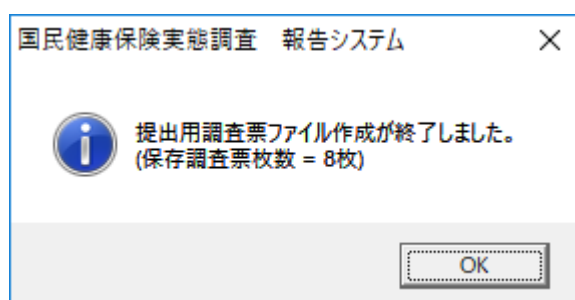 国民健康保険実態調査　報告システム
提出用調査票ファイル作成が終了しました。
(保存調査票枚数 = 8枚)
OK